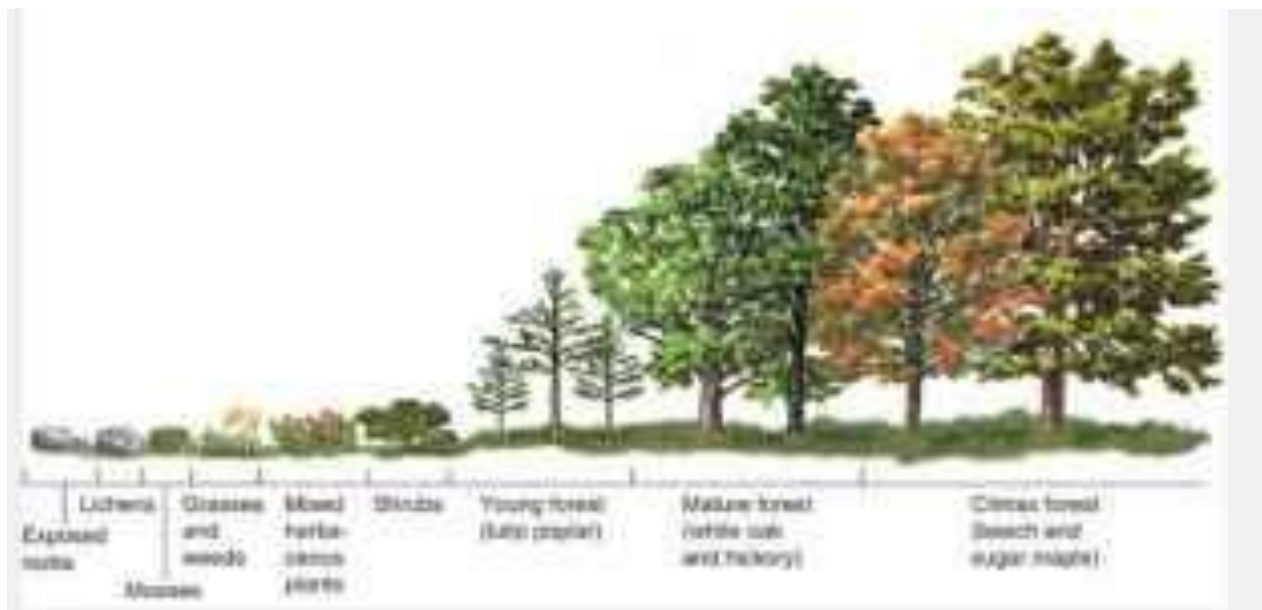 Exposed
rocks
Lichens
Mosses
Grasses
and
weeds
Mixed
herba-
ceous
plants
Shrubs
Young forest
(tulip poplar)
Mature forest
(white oak
and hickory)
Climax forest
(beech and
sugar maple)